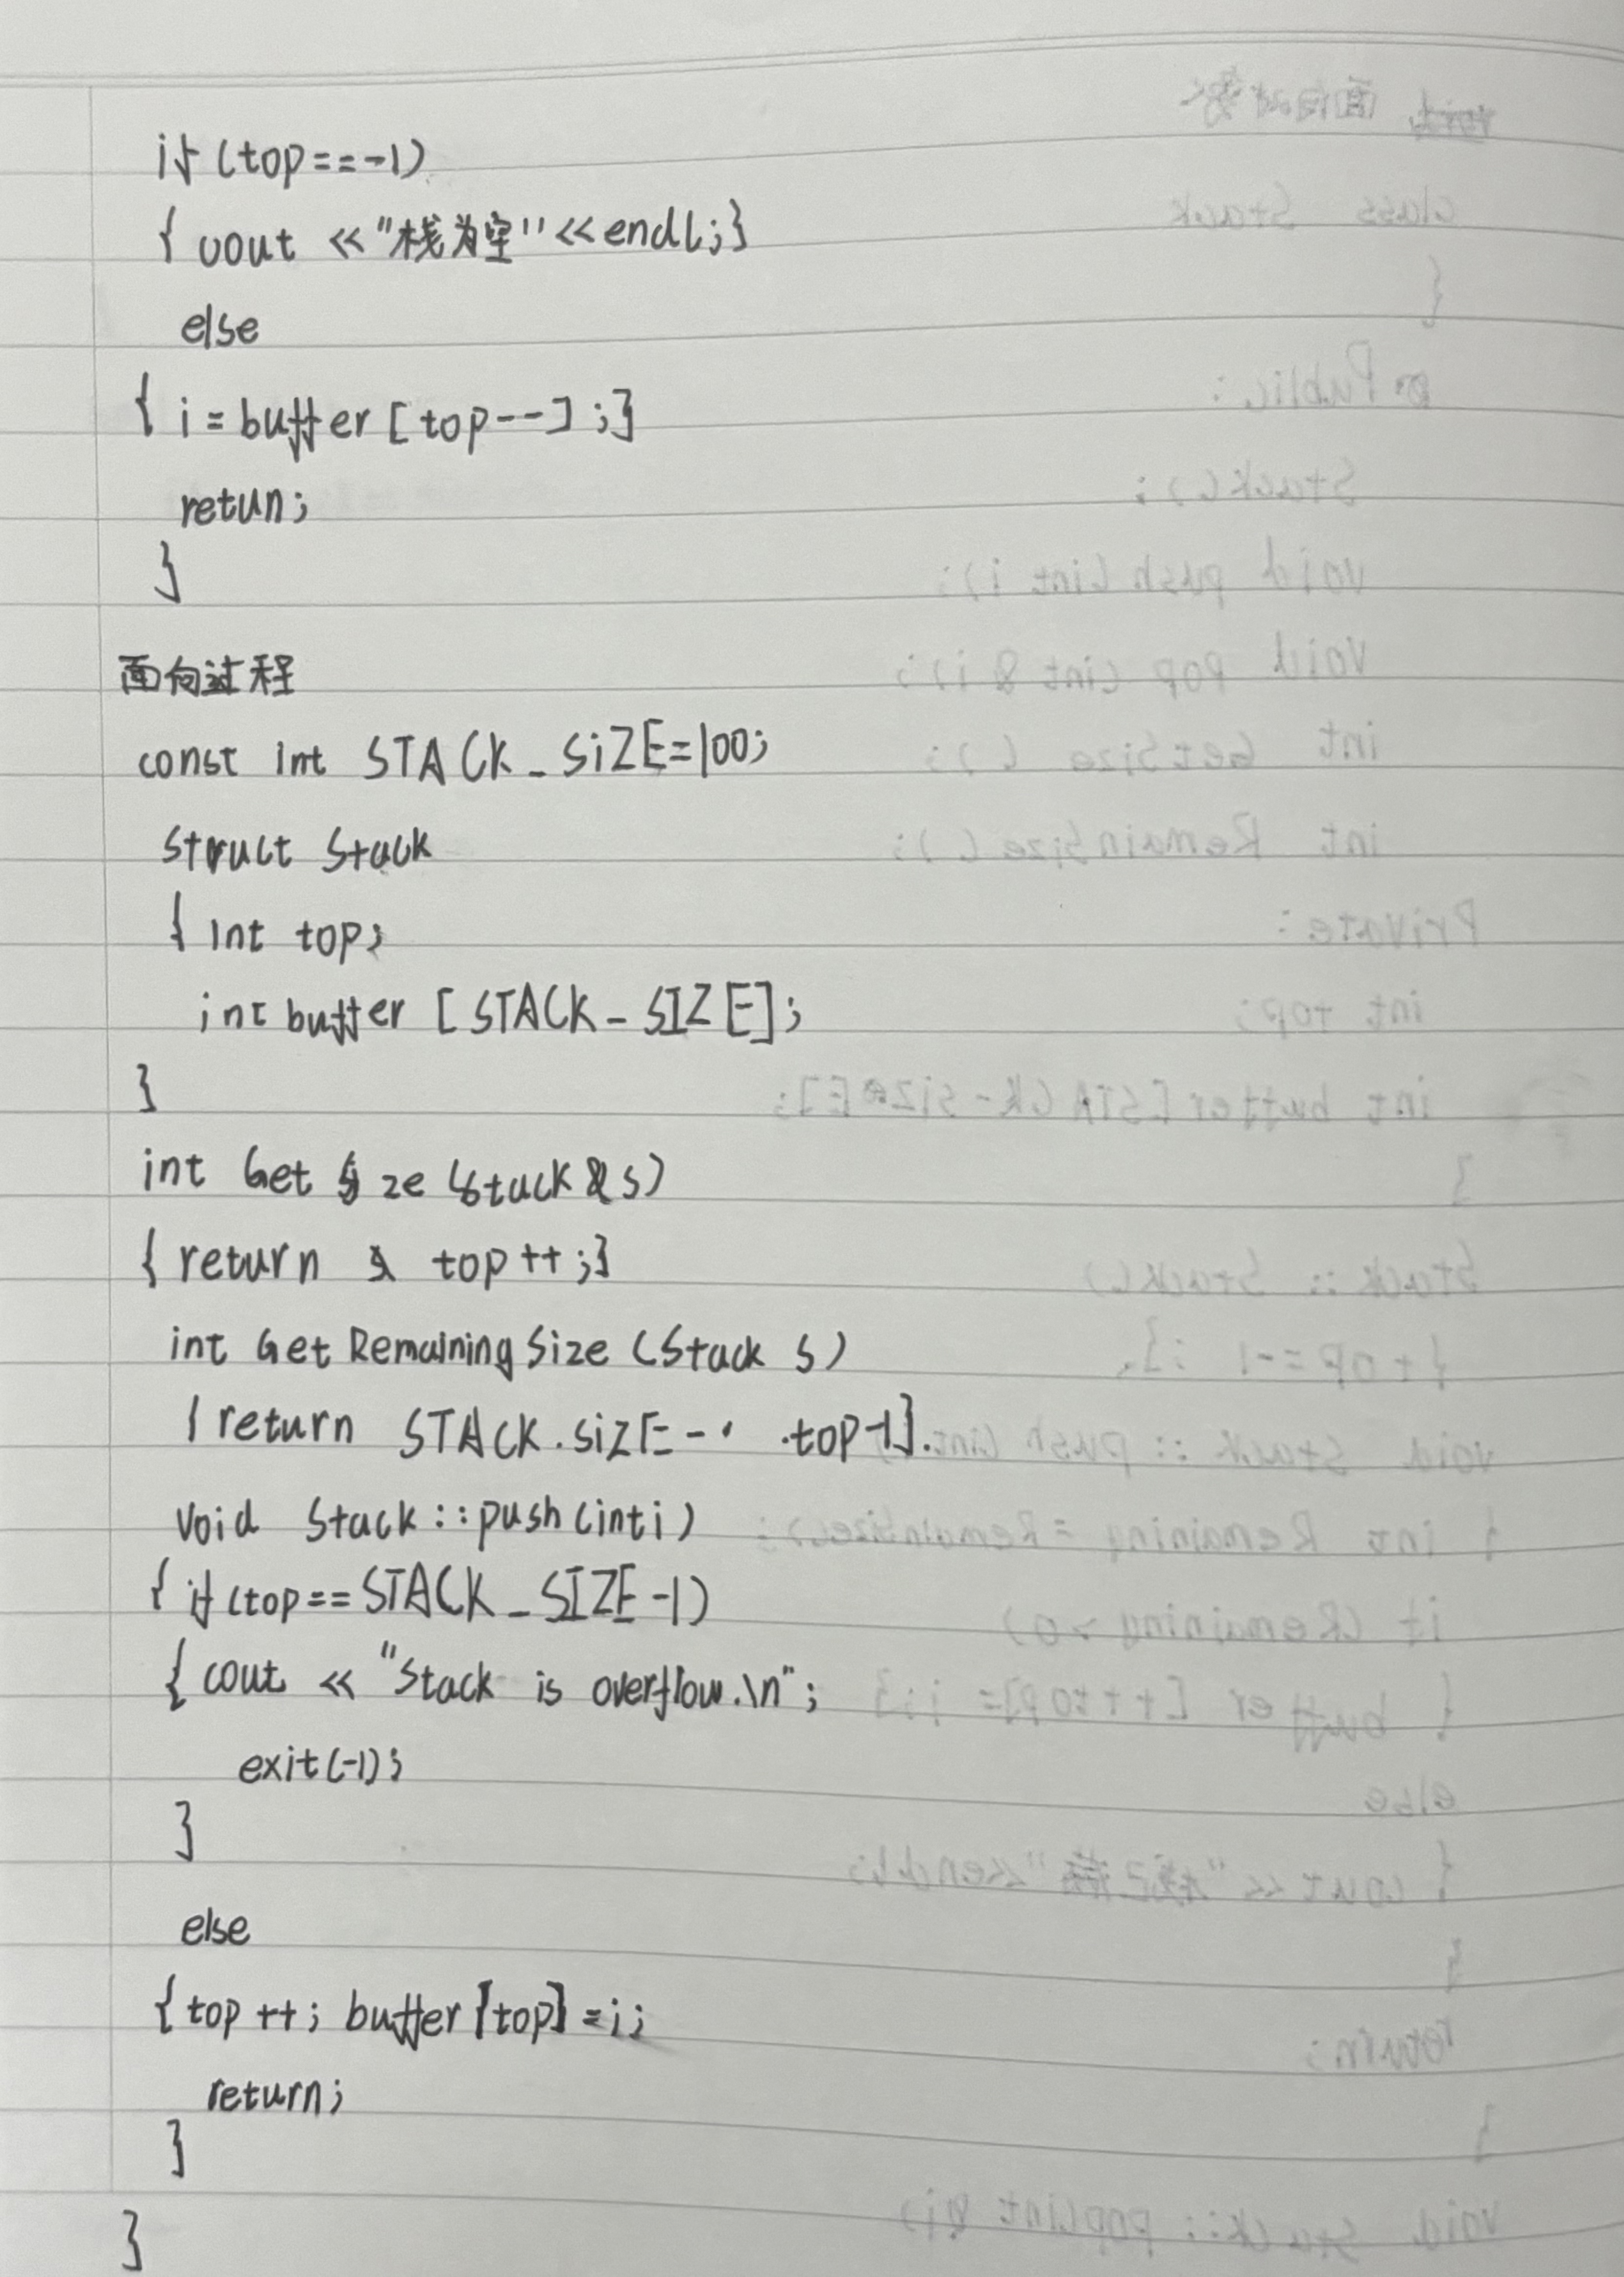 if (top==-1)
{ cout <<"栈为空"<<endl;}
else
{ i=buffer[top--];}
retun;
}
面向过程
const int STACK_SiZE=100;
struct Stack
{ int top;
int buffer [STACK_SIZE];
}
int Get Size (Stack & s)
{ return top++;}
int Get Remaining Size (Stack s)
{ return STACK.SiZE-. .top-1}.
void Stack::push(int i)
{ if (top==STACK_SIZE-1)
{ cout << "Stack is overflow.\n";
exit(-1);
}
else
{top ++; buffer[top]=i;
return;
}
}